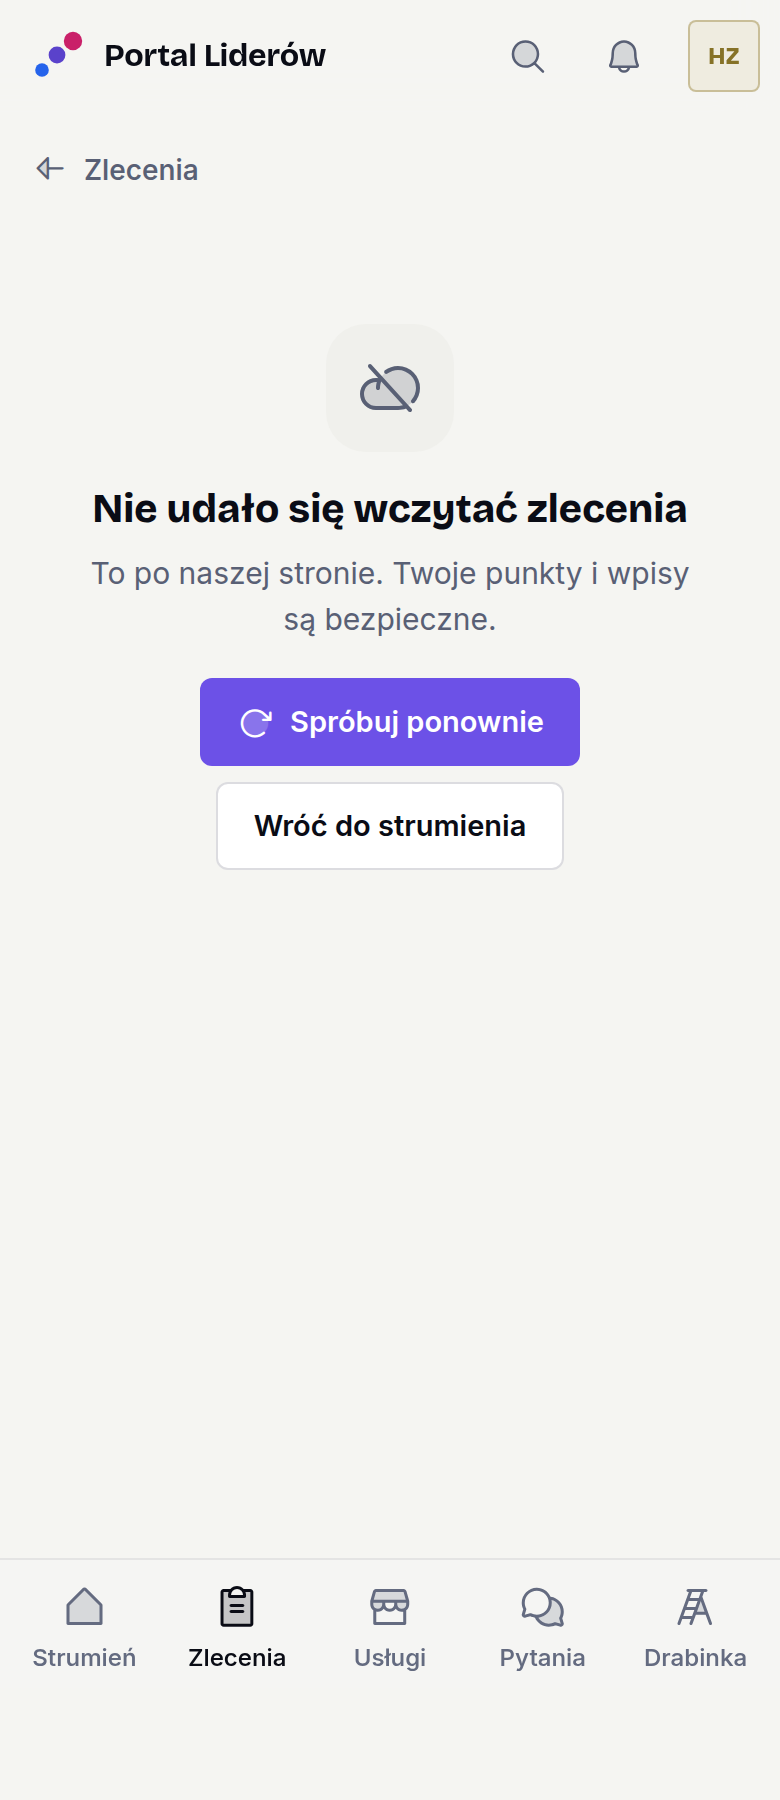 Portal Liderów
HZ
Zlecenia
Nie udało się wczytać zlecenia
To po naszej stronie. Twoje punkty i wpisy
są bezpieczne.
Spróbuj ponownie
Wróć do strumienia
Strumień
Zlecenia
Usługi
Pytania
Drabinka